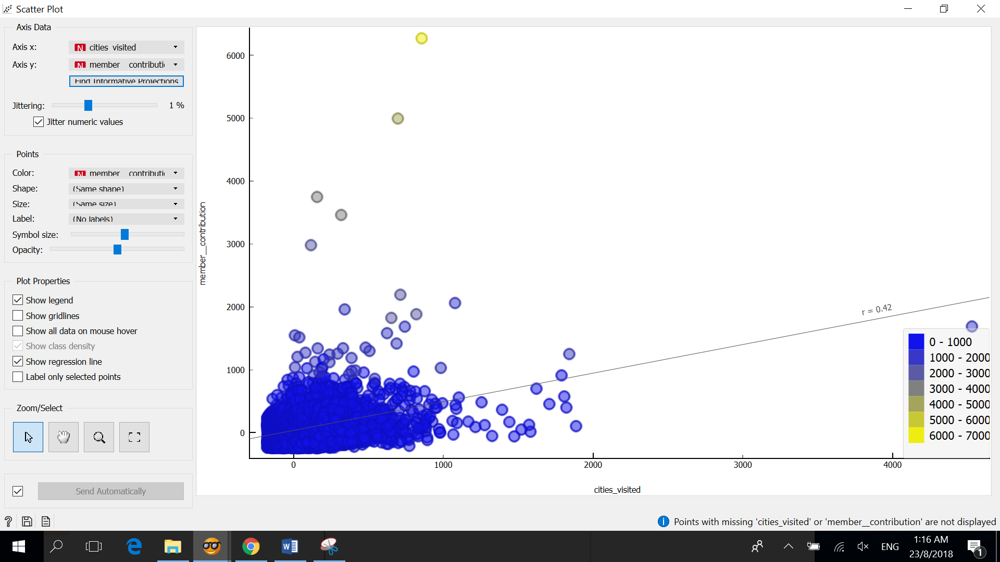 Scatter Plot
Axis Data
Axis x:
N cities visited
Axis y:
N member contributi
Find Informative Projections
Jittering:
1 %
Jitter numeric values
Points
Color:
N member contributi
Shape:
(Same shape)
Size:
(Same size)
Label:
(No labels)
Symbol size:
Opacity:
Plot Properties
Show legend
Show gridlines
Show all data on mouse hover
Show class density
Show regression line
Label only selected points
Zoom/Select
Send Automatically
6000
5000
4000
3000
2000
1000
0
member__contribution
r = 0.42
0 - 1000
1000 - 2000
2000 - 3000
3000 - 4000
4000 - 5000
5000 - 6000
6000 - 7000
0
1000
2000
3000
4000
cities_visited
Points with missing 'cities_visited' or 'member__contribution' are not displayed
ENG
1:16 AM
23/8/2018
1